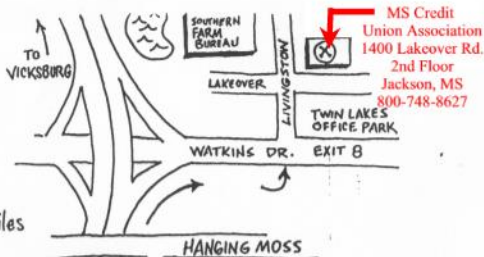 MS Credit
Union Association
1400 Lakeover Rd.
2nd Floor
Jackson, MS
800-748-8627
SOUTHERN
FARM
BUREAU
TO
VICKSBURG
LAKEOVER
LIVINGSTON
TWIN LAKES
OFFICE PARK
WATKINS DR. EXIT 8
iles
HANGING MOSS